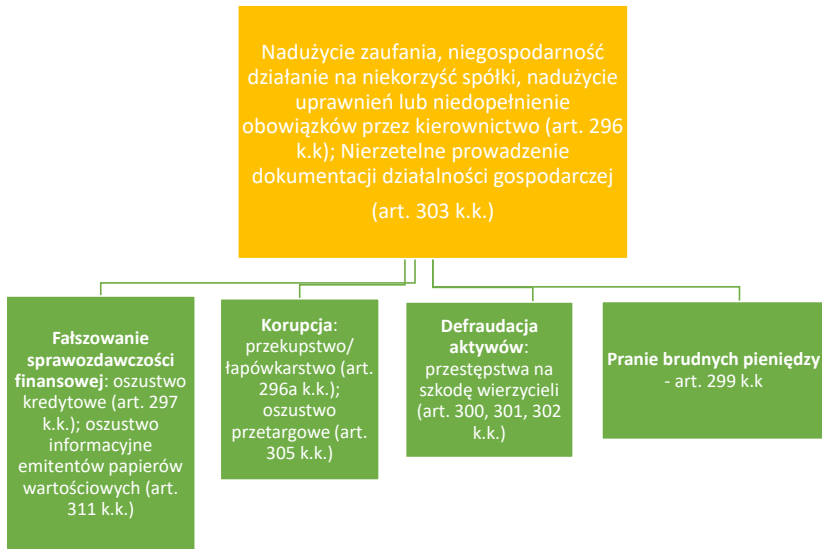 Nadużycie zaufania, niegospodarność
działanie na niekorzyść spółki, nadużycie
uprawnień lub niedopełnienie
obowiązków przez kierownictwo (art. 296
k.k); Nierzetelne prowadzenie
dokumentacji działalności gospodarczej
(art. 303 k.k.)
Fałszowanie
sprawozdawczości
finansowej: oszustwo
kredytowe (art. 297
k.k.); oszustwo
informacyjne
emitentów papierów
wartościowych (art.
311 k.k.)
Korupcja:
przekupstwo/
łapówkarstwo (art.
296a k.k.);
oszustwo
przetargowe (art.
305 k.k.)
Defraudacja
aktywów:
przestępstwa na
szkodę wierzycieli
(art. 300, 301, 302
k.k.)
Pranie brudnych pieniędzy
- art. 299 k.k